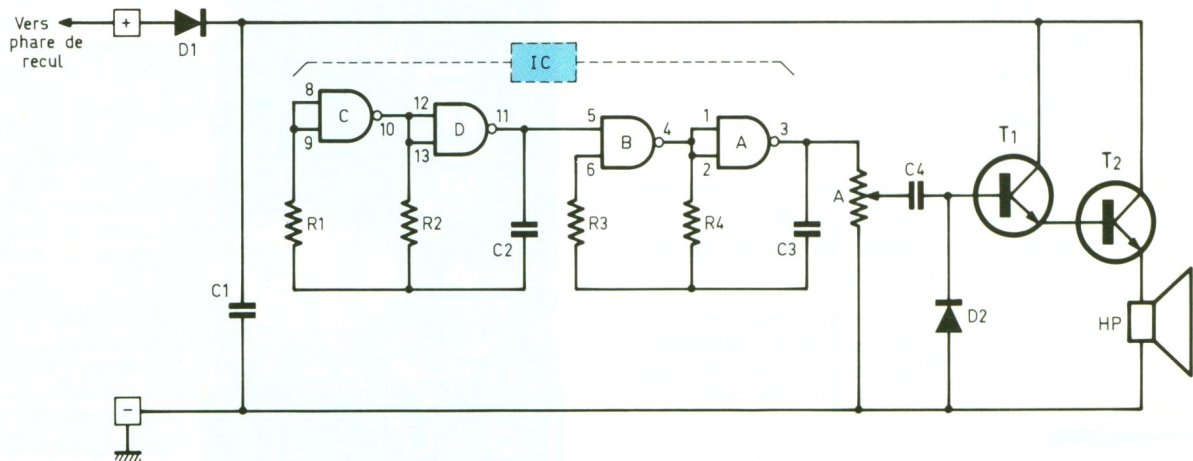 Vers
phare de
recul
+
D1
IC
8
9
C
10
12
13
D
11
5
6
B
4
1
2
A
3
T1
T2
C4
A
R1
R2
C2
R3
R4
C3
C1
D2
HP
−